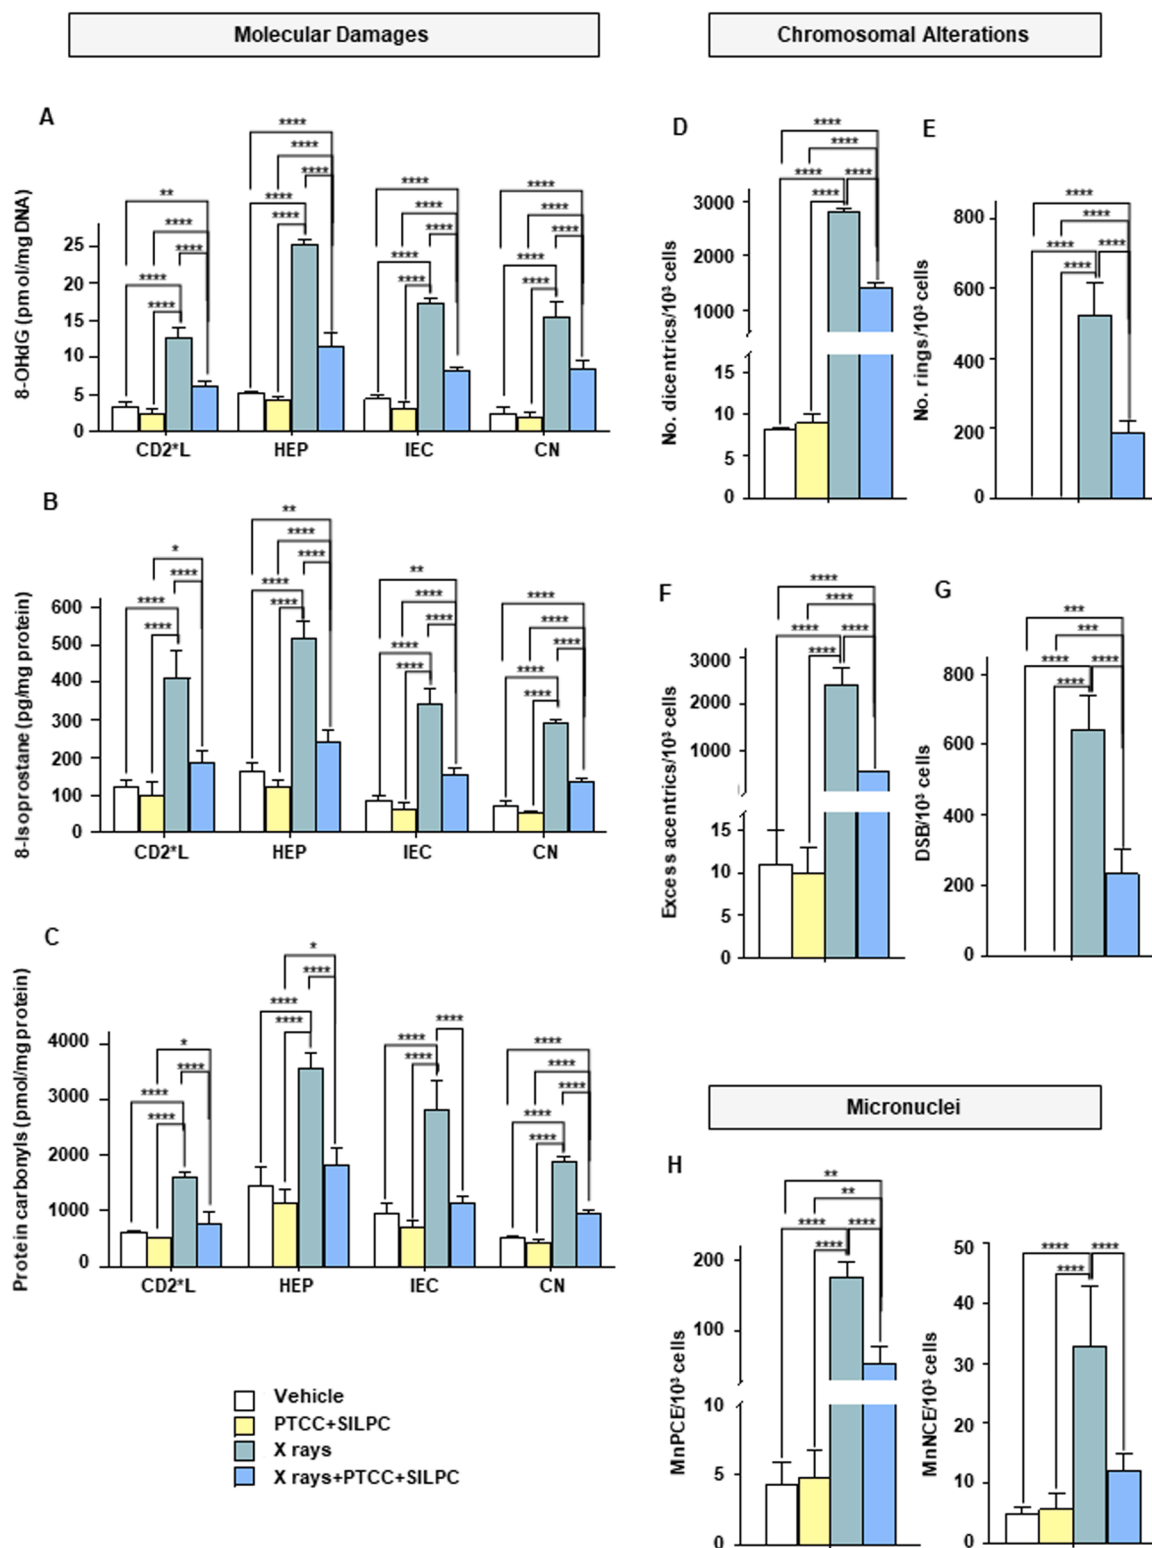 Molecular Damages
Chromosomal Alterations
A
8-OHdG (pmol/mg DNA)
25
20
15
10
5
0
** **** **** **** ****
**** **** **** **** ****
**** **** **** **** ****
**** **** **** **** ****
CD2*L HEP IEC CN
B
8-Isoprostane (pg/mg protein)
600
500
400
300
200
100
0
* **** **** ****
** **** **** **** ****
** **** **** **** ****
**** **** **** **** ****
CD2*L HEP IEC CN
C
Protein carbonyls (pmol/mg protein)
4000
3000
2000
1000
0
* **** **** ****
* **** **** ****
**** **** ****
**** **** **** **** ****
CD2*L HEP IEC CN
Vehicle
PTCC+SILPC
X rays
X rays+PTCC+SILPC
D
No. dicentrics/10³ cells
3000
2000
1000
15
10
5
0
**** **** **** **** ****
E
No. rings/10³ cells
800
600
400
200
0
**** **** **** **** ****
F
Excess acentrics/10³ cells
3000
2000
1000
15
10
5
0
**** **** **** **** ****
G
DSB/10³ cells
800
600
400
200
0
*** *** **** **** ****
Micronuclei
H
MnPCE/10³ cells
200
100
10
5
0
** ** **** **** ****
MnNCE/10³ cells
50
40
30
20
10
0
**** **** ****